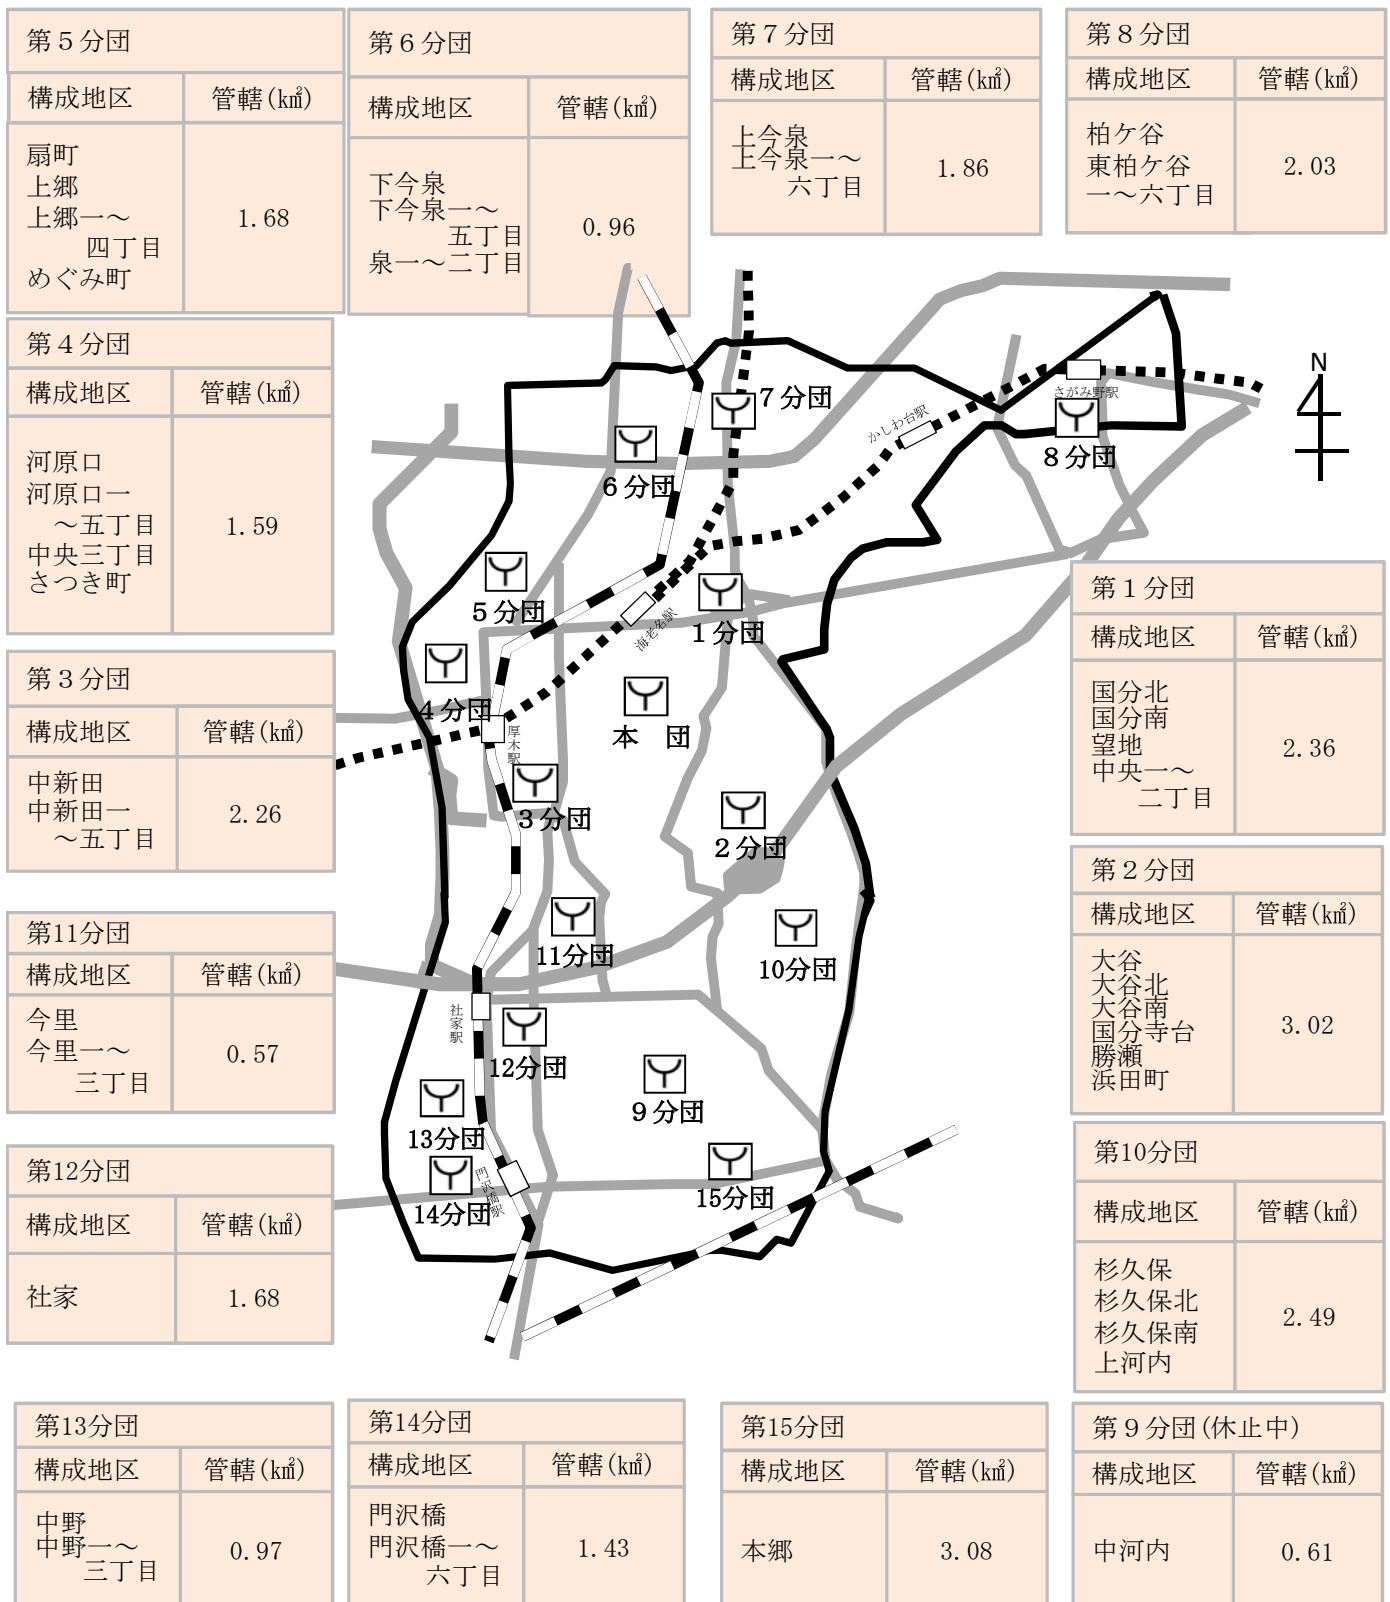 第５分団
構成地区 管轄(k㎡)
扇町
上郷
上郷一～
四丁目
めぐみ町
1.68
第６分団
構成地区 管轄(k㎡)
下今泉
下今泉一～
五丁目
泉一～二丁目
0.96
第７分団
構成地区 管轄(k㎡)
上今泉
上今泉一～
六丁目
1.86
第８分団
構成地区 管轄(k㎡)
柏ケ谷
東柏ケ谷
一～六丁目
2.03
第４分団
構成地区 管轄(k㎡)
河原口
河原口一
～五丁目
中央三丁目
さつき町
1.59
第３分団
構成地区 管轄(k㎡)
中新田
中新田一
～五丁目
2.26
第11分団
構成地区 管轄(k㎡)
今里
今里一～
三丁目
0.57
第12分団
構成地区 管轄(k㎡)
社家
1.68
N
さがみ野駅
かしわ台駅
７分団
８分団
６分団
５分団
海老名駅
１分団
４分団
厚木駅
本　団
３分団
２分団
11分団
10分団
社家駅
12分団
９分団
13分団
門沢橋駅
14分団
15分団
第１分団
構成地区 管轄(k㎡)
国分北
国分南
望地
中央一～
二丁目
2.36
第２分団
構成地区 管轄(k㎡)
大谷
大谷北
大谷南
国分寺台
勝瀬
浜田町
3.02
第10分団
構成地区 管轄(k㎡)
杉久保
杉久保北
杉久保南
上河内
2.49
第13分団
構成地区 管轄(k㎡)
中野
中野一～
三丁目
0.97
第14分団
構成地区 管轄(k㎡)
門沢橋
門沢橋一～
六丁目
1.43
第15分団
構成地区 管轄(k㎡)
本郷
3.08
第９分団(休止中)
構成地区 管轄(k㎡)
中河内
0.61